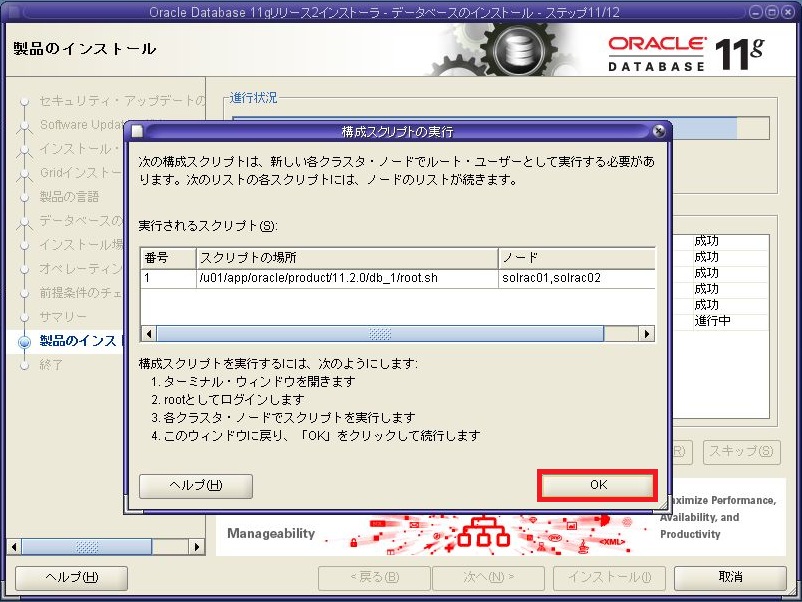 Oracle Database 11gリリース2インストーラ - データベースのインストール - ステップ11/12
製品のインストール
ORACLE
DATABASE
11g
セキュリティ・アップデートの
Software Upda
インストール・
Gridインストー
製品の言語
データベースの
インストール場
オペレーティン
前提条件のチェ
サマリー
製品のインスト
終了
進行状況
成功
成功
成功
成功
成功
進行中
構成スクリプトの実行
次の構成スクリプトは、新しい各クラスタ・ノードでルート・ユーザーとして実行する必要があ
ります。次のリストの各スクリプトには、ノードのリストが続きます。
実行されるスクリプト(S):
番号 スクリプトの場所 ノード
1 /u01/app/oracle/product/11.2.0/db_1/root.sh solrac01,solrac02
構成スクリプトを実行するには、次のようにします:
1. ターミナル・ウィンドウを開きます
2. rootとしてログインします
3. 各クラスタ・ノードでスクリプトを実行します
4. このウィンドウに戻り、「OK」をクリックして続行します
ヘルプ(H) OK
(R) スキップ(S)
Manageability
<XML>
aximize Performance,
Availability, and
Productivity
ヘルプ(H) < 戻る(B) 次へ(N) > インストール(I) 取消